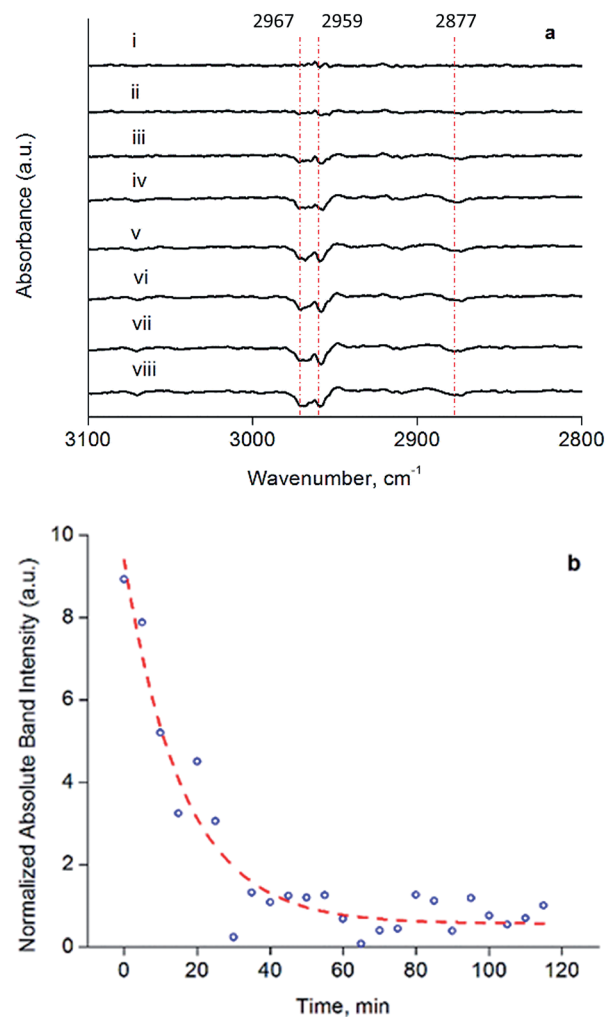 2967 2959 2877
a
i
ii
iii
iv
v
vi
vii
viii
Absorbance (a.u.)
3100 3000 2900 2800
Wavenumber, cm⁻¹
b
10
8
6
4
2
0
Normalized Absolute Band Intensity (a.u.)
0 20 40 60 80 100 120
Time, min